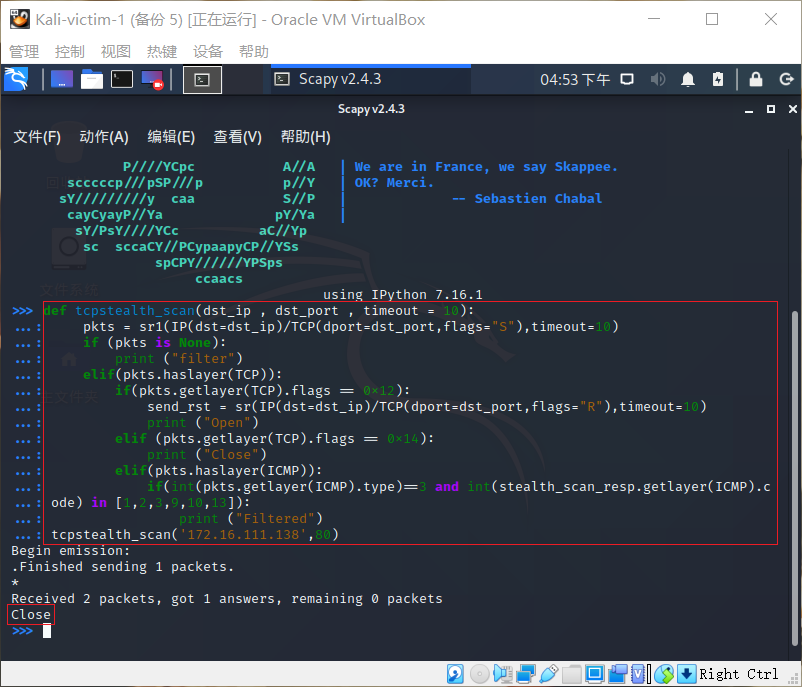 Kali-victim-1 (备份 5) [正在运行] - Oracle VM VirtualBox
管理 控制 视图 热键 设备 帮助
Scapy v2.4.3 04:53 下午
Scapy v2.4.3
文件(F) 动作(A) 编辑(E) 查看(V) 帮助(H)
P////YCpc A//A | We are in France, we say Skappee.
scccccp///pSP///p p//Y | OK? Merci.
sY/////////y caa S//P | -- Sebastien Chabal
cayCyayP//Ya pY/Ya |
sY/PsY////YCc aC//Yp
sc sccaCY//PCypaapyCP//YSs
spCPY//////YPSps
ccaacs
using IPython 7.16.1
>>> def tcpstealth_scan(dst_ip , dst_port , timeout = 10):
...: pkts = sr1(IP(dst=dst_ip)/TCP(dport=dst_port,flags="S"),timeout=10)
...: if (pkts is None):
...: print ("filter")
...: elif(pkts.haslayer(TCP)):
...: if(pkts.getlayer(TCP).flags == 0×12):
...: send_rst = sr(IP(dst=dst_ip)/TCP(dport=dst_port,flags="R"),timeout=10)
...: print ("Open")
...: elif (pkts.getlayer(TCP).flags == 0×14):
...: print ("Close")
...: elif(pkts.haslayer(ICMP)):
...: if(int(pkts.getlayer(ICMP).type)==3 and int(stealth_scan_resp.getlayer(ICMP).c
...: ode) in [1,2,3,9,10,13]):
...: print ("Filtered")
...: tcpstealth_scan('172.16.111.138',80)
Begin emission:
.Finished sending 1 packets.
*
Received 2 packets, got 1 answers, remaining 0 packets
Close
>>>
Right Ctrl